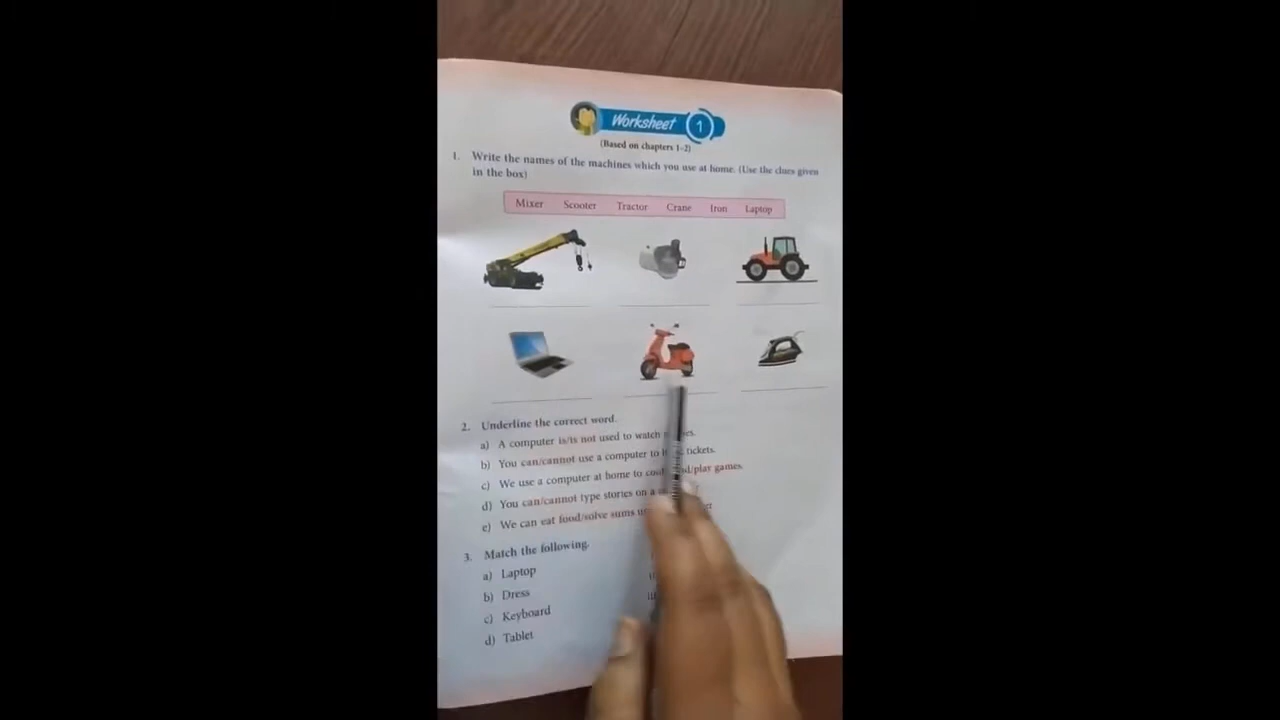 Worksheet 1
(Based on chapters 1-2)
1. Write the names of the machines which you use at home. (Use the clues given
in the box)
Mixer Scooter Tractor Crane Iron Laptop
2. Underline the correct word.
a) A computer is/is not used to watch
b) You can/cannot use a computer to tickets.
c) We use a computer at home to /play games.
d) You can/cannot type stories on a
e) We can eat food/solve sums
3. Match the following.
a) Laptop
b) Dress
c) Keyboard
d) Tablet